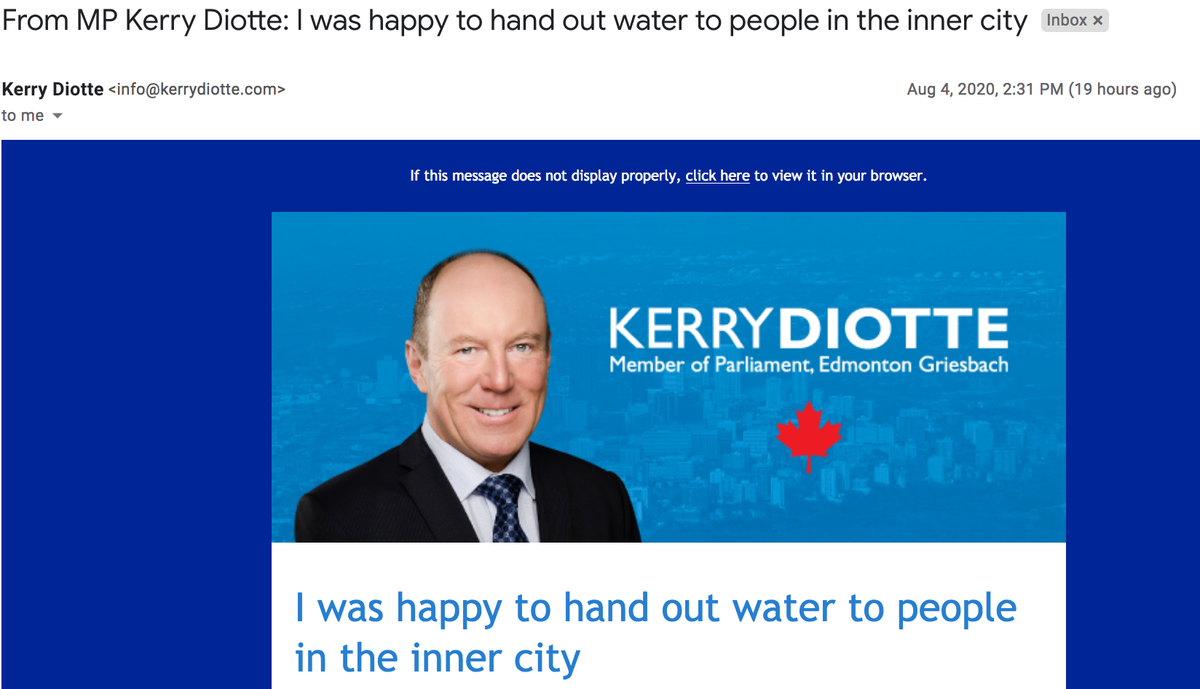 From MP Kerry Diotte: I was happy to hand out water to people in the inner city Inbox x
Kerry Diotte <info@kerrydiotte.com> Aug 4, 2020, 2:31 PM (19 hours ago)
to me
If this message does not display properly, click here to view it in your browser.
KERRYDIOTTE
Member of Parliament, Edmonton Griesbach
I was happy to hand out water to people
in the inner city